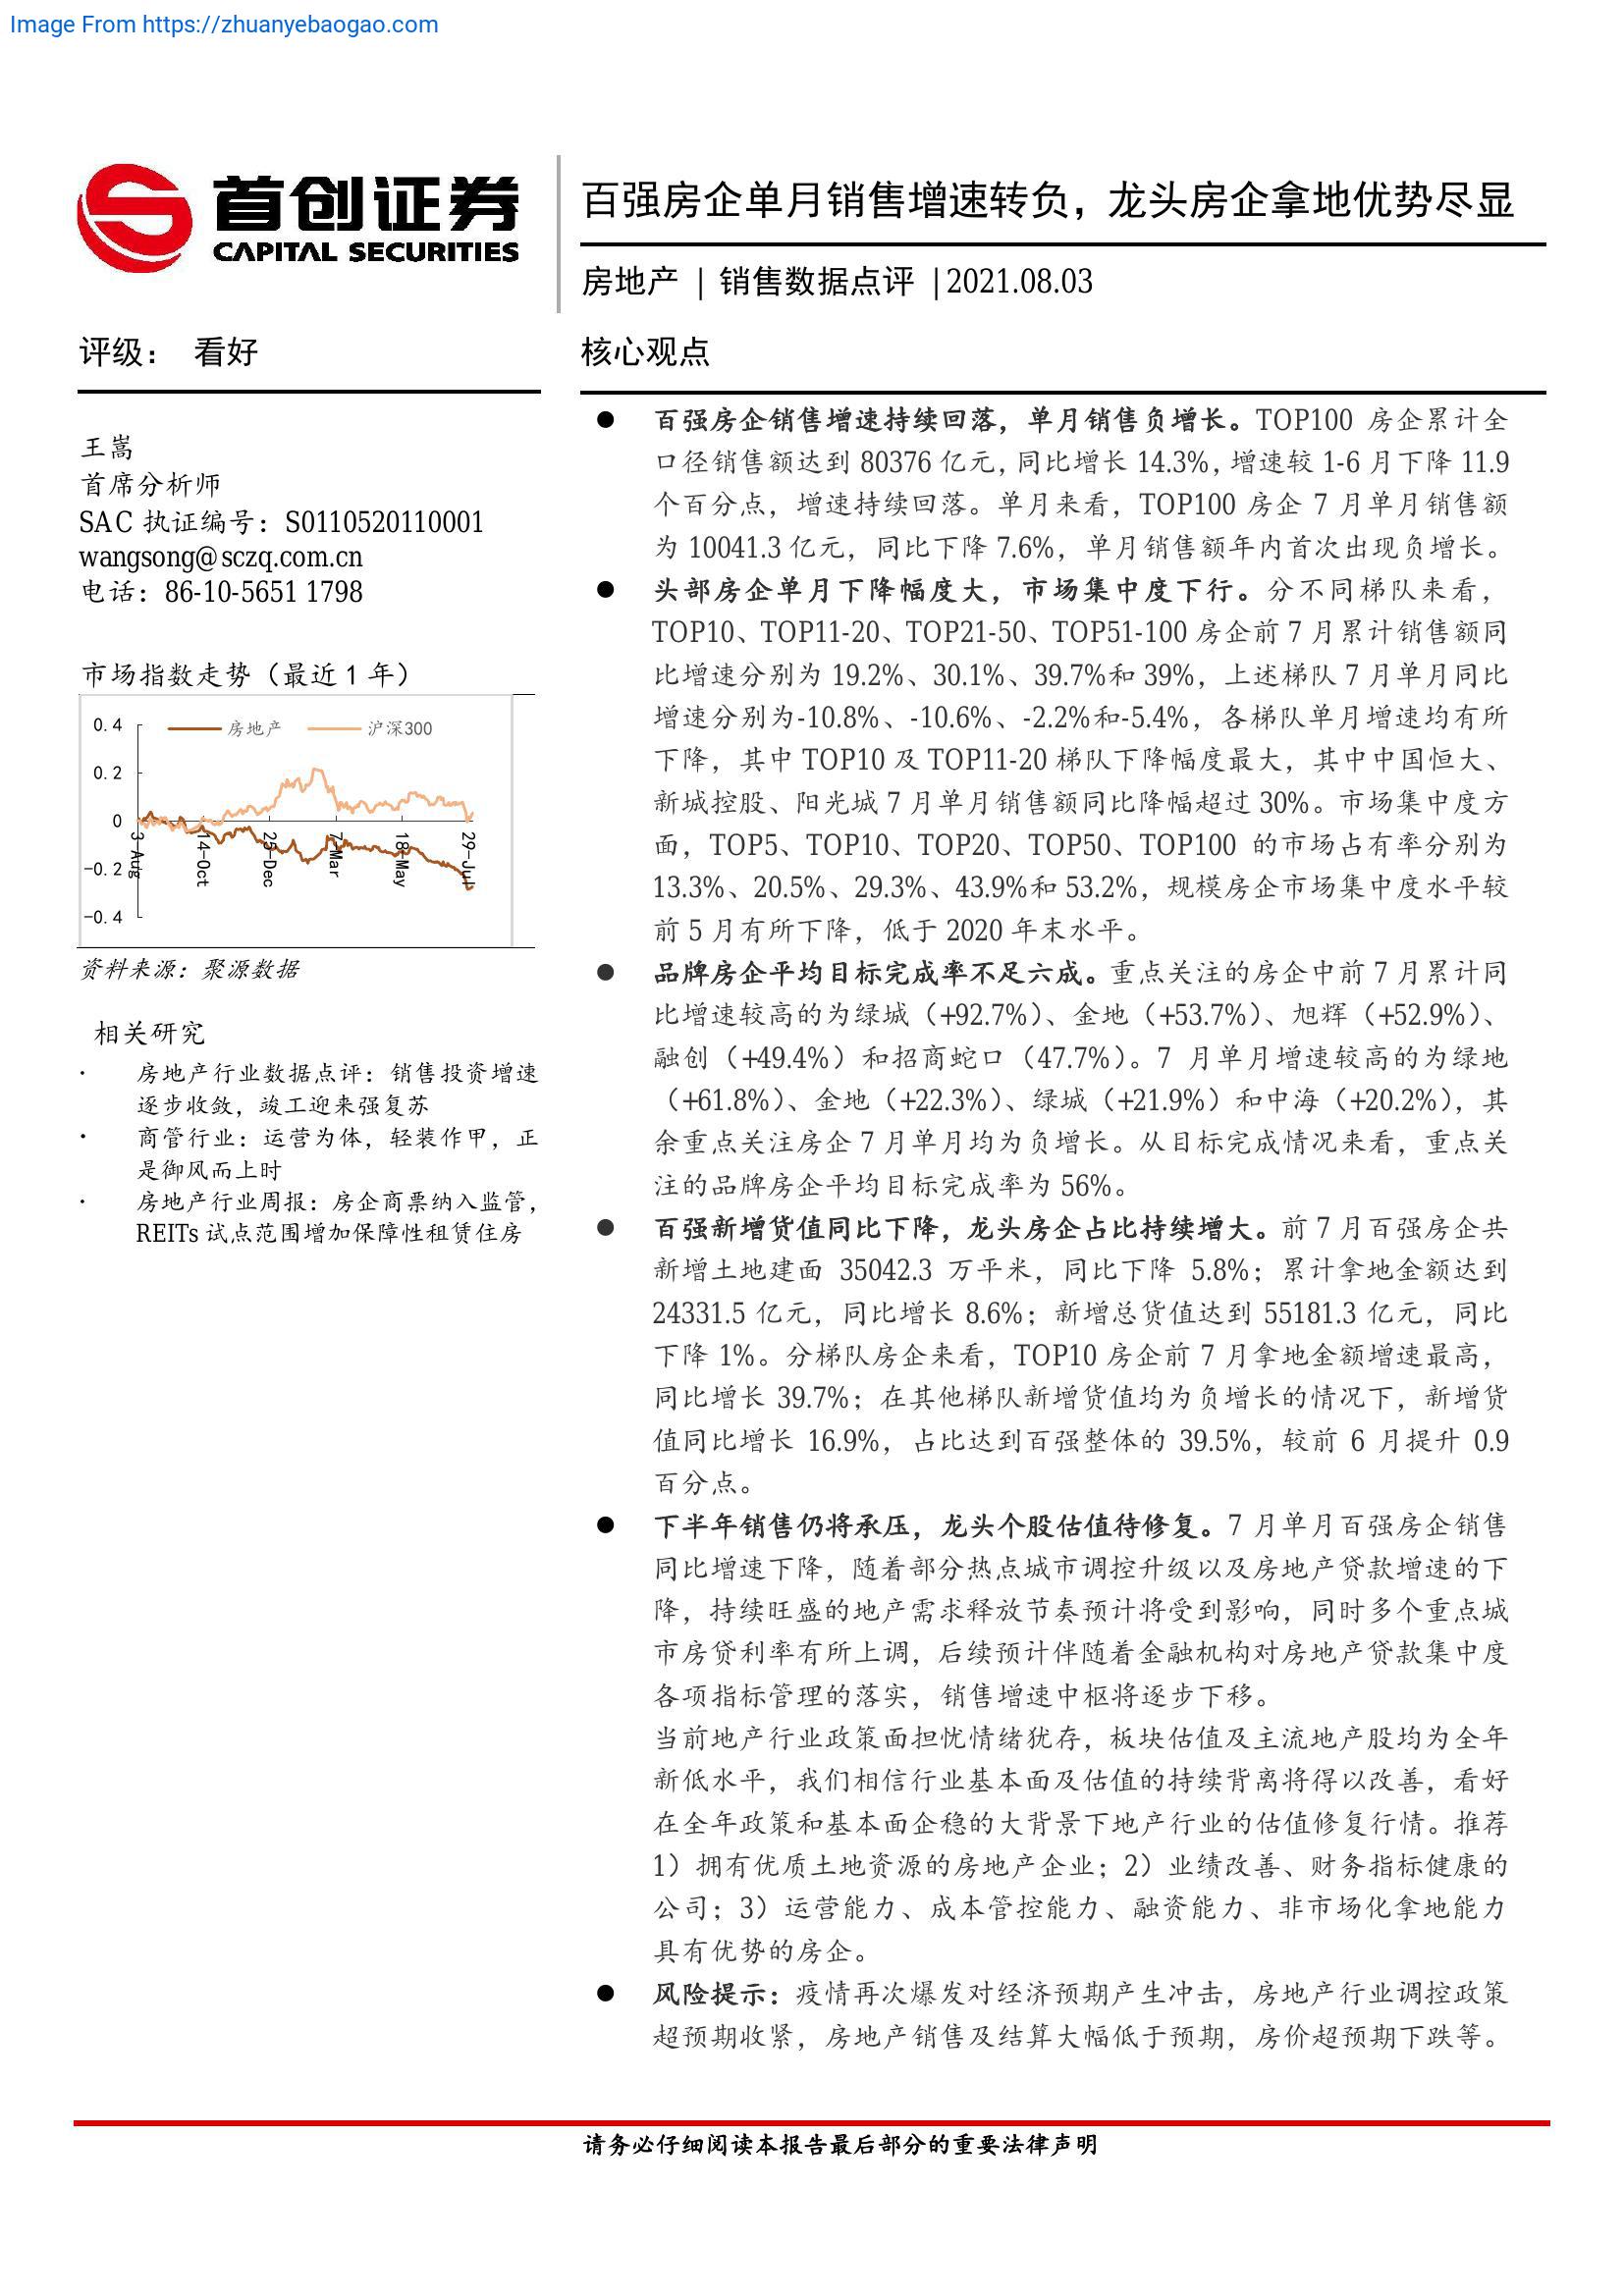 Image From https://zhuanyebaogao.com
首创证券
CAPITAL SECURITIES
百强房企单月销售增速转负，龙头房企拿地优势尽显
房地产 | 销售数据点评 |2021.08.03
评级： 看好
王嵩
首席分析师
SAC 执证编号：S0110520110001
wangsong@sczq.com.cn
电话：86-10-5651 1798
市场指数走势（最近 1 年）
房地产 沪深300
0.4
0.2
0
-0.2
-0.4
3-Aug
14-Oct
25-Dec
7-Mar
18-May
29-Jul
资料来源：聚源数据
相关研究
· 房地产行业数据点评：销售投资增速
逐步收敛，竣工迎来强复苏
· 商管行业：运营为体，轻装作甲，正
是御风而上时
· 房地产行业周报：房企商票纳入监管，
REITs 试点范围增加保障性租赁住房
核心观点
● 百强房企销售增速持续回落，单月销售负增长。TOP100 房企累计全
口径销售额达到 80376 亿元，同比增长 14.3%，增速较 1-6 月下降 11.9
个百分点，增速持续回落。单月来看，TOP100 房企 7 月单月销售额
为 10041.3 亿元，同比下降 7.6%，单月销售额年内首次出现负增长。
● 头部房企单月下降幅度大，市场集中度下行。分不同梯队来看，
TOP10、TOP11-20、TOP21-50、TOP51-100 房企前 7 月累计销售额同
比增速分别为 19.2%、30.1%、39.7%和 39%，上述梯队 7 月单月同比
增速分别为-10.8%、-10.6%、-2.2%和-5.4%，各梯队单月增速均有所
下降，其中 TOP10 及 TOP11-20 梯队下降幅度最大，其中中国恒大、
新城控股、阳光城 7 月单月销售额同比降幅超过 30%。市场集中度方
面，TOP5、TOP10、TOP20、TOP50、TOP100 的市场占有率分别为
13.3%、20.5%、29.3%、43.9%和 53.2%，规模房企市场集中度水平较
前 5 月有所下降，低于 2020 年末水平。
● 品牌房企平均目标完成率不足六成。重点关注的房企中前 7 月累计同
比增速较高的为绿城（+92.7%）、金地（+53.7%）、旭辉（+52.9%）、
融创（+49.4%）和招商蛇口（47.7%）。7 月单月增速较高的为绿地
（+61.8%）、金地（+22.3%）、绿城（+21.9%）和中海（+20.2%），其
余重点关注房企 7 月单月均为负增长。从目标完成情况来看，重点关
注的品牌房企平均目标完成率为 56%。
● 百强新增货值同比下降，龙头房企占比持续增大。前 7 月百强房企共
新增土地建面 35042.3 万平米，同比下降 5.8%；累计拿地金额达到
24331.5 亿元，同比增长 8.6%；新增总货值达到 55181.3 亿元，同比
下降 1%。分梯队房企来看，TOP10 房企前 7 月拿地金额增速最高，
同比增长 39.7%；在其他梯队新增货值均为负增长的情况下，新增货
值同比增长 16.9%，占比达到百强整体的 39.5%，较前 6 月提升 0.9
百分点。
● 下半年销售仍将承压，龙头个股估值待修复。7 月单月百强房企销售
同比增速下降，随着部分热点城市调控升级以及房地产贷款增速的下
降，持续旺盛的地产需求释放节奏预计将受到影响，同时多个重点城
市房贷利率有所上调，后续预计伴随着金融机构对房地产贷款集中度
各项指标管理的落实，销售增速中枢将逐步下移。
当前地产行业政策面担忧情绪犹存，板块估值及主流地产股均为全年
新低水平，我们相信行业基本面及估值的持续背离将得以改善，看好
在全年政策和基本面企稳的大背景下地产行业的估值修复行情。推荐
1）拥有优质土地资源的房地产企业；2）业绩改善、财务指标健康的
公司；3）运营能力、成本管控能力、融资能力、非市场化拿地能力
具有优势的房企。
● 风险提示：疫情再次爆发对经济预期产生冲击，房地产行业调控政策
超预期收紧，房地产销售及结算大幅低于预期，房价超预期下跌等。
请务必仔细阅读本报告最后部分的重要法律声明